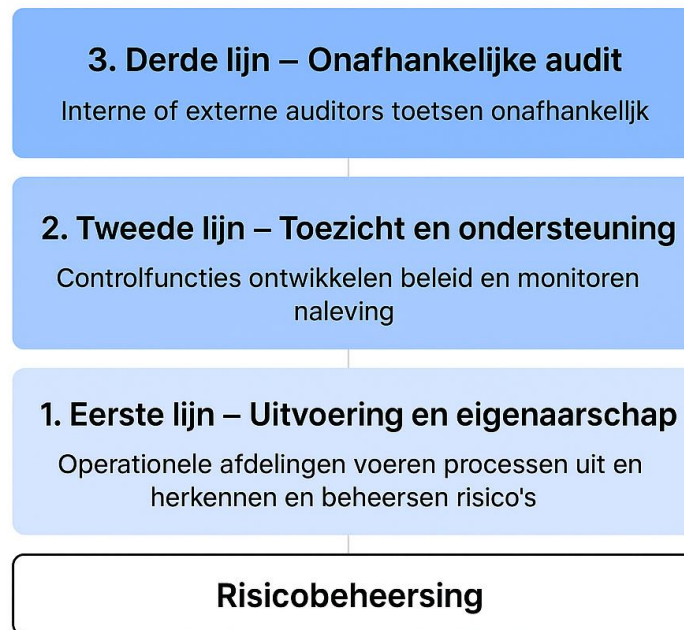 3. Derde lijn – Onafhankelijke audit
Interne of externe auditors toetsen onafhankelljk
2. Tweede lijn – Toezicht en ondersteuning
Controlfuncties ontwikkelen beleid en monitoren
naleving
1. Eerste lijn – Uitvoering en eigenaarschap
Operationele afdelingen voeren processen uit en
herkennen en beheersen risico's
Risicobeheersing